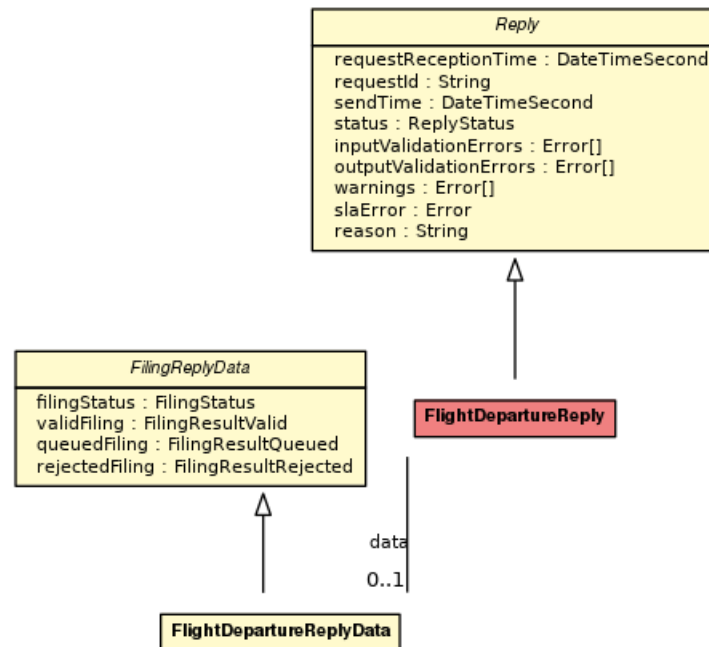 Reply
requestReceptionTime : DateTimeSecond
requestId : String
sendTime : DateTimeSecond
status : ReplyStatus
inputValidationErrors : Error[]
outputValidationErrors : Error[]
warnings : Error[]
slaError : Error
reason : String
FilingReplyData
filingStatus : FilingStatus
validFiling : FilingResultValid
queuedFiling : FilingResultQueued
rejectedFiling : FilingResultRejected
FlightDepartureReply
data
0..1
FlightDepartureReplyData